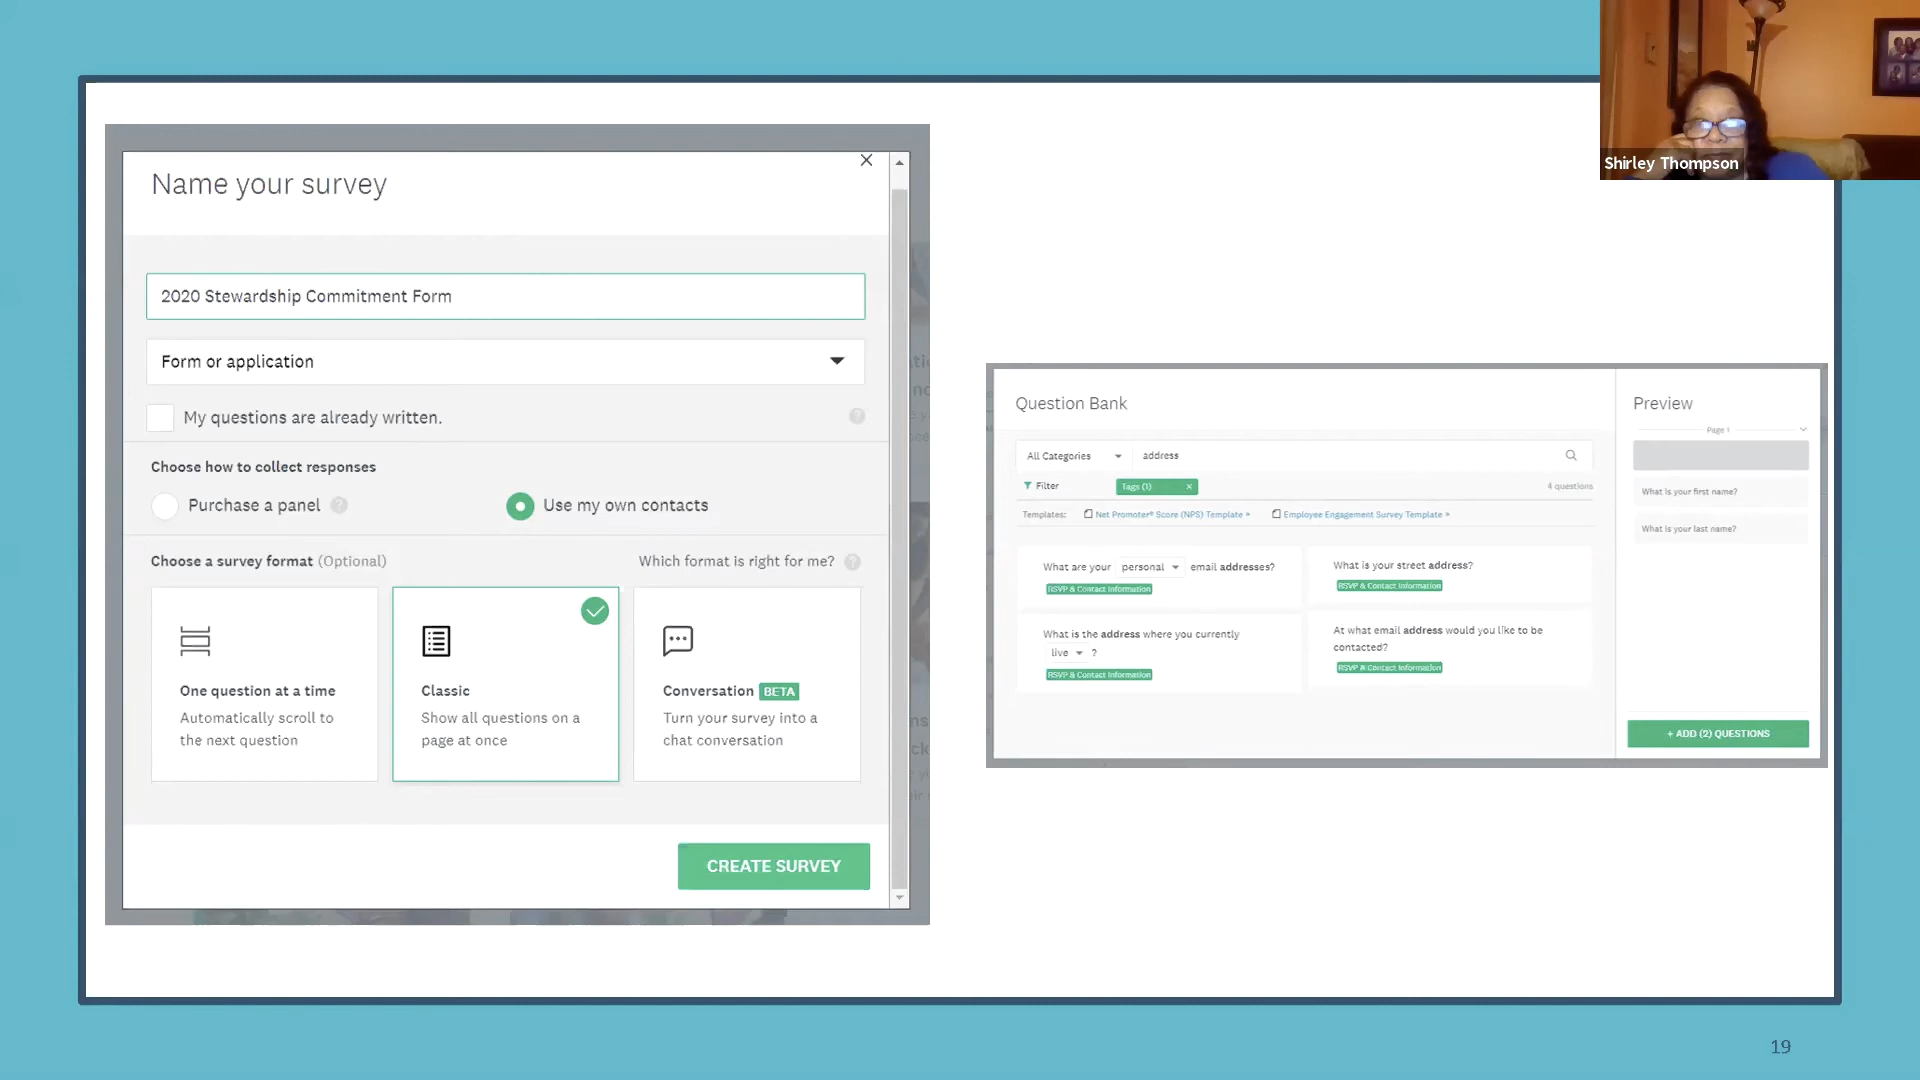 Shirley Thompson
Name your survey
2020 Stewardship Commitment Form
Form or application
My questions are already written.
?
Choose how to collect responses
Purchase a panel ?
Use my own contacts
Choose a survey format (Optional)
Which format is right for me? ?
One question at a time
Automatically scroll to
the next question
Classic
Show all questions on a
page at once
Conversation BETA
Turn your survey into a
chat conversation
CREATE SURVEY
Question Bank
All Categories
address
Filter
Tags (1) ×
4 questions
Templates:
Net Promoter® Score (NPS) Template »
Employee Engagement Survey Template »
What are your personal email addresses?
RSVP & Contact Information
What is your street address?
RSVP & Contact Information
What is the address where you currently
live ?
RSVP & Contact Information
At what email address would you like to be
contacted?
RSVP & Contact Information
Preview
Page 1
What is your first name?
What is your last name?
+ ADD (2) QUESTIONS
19